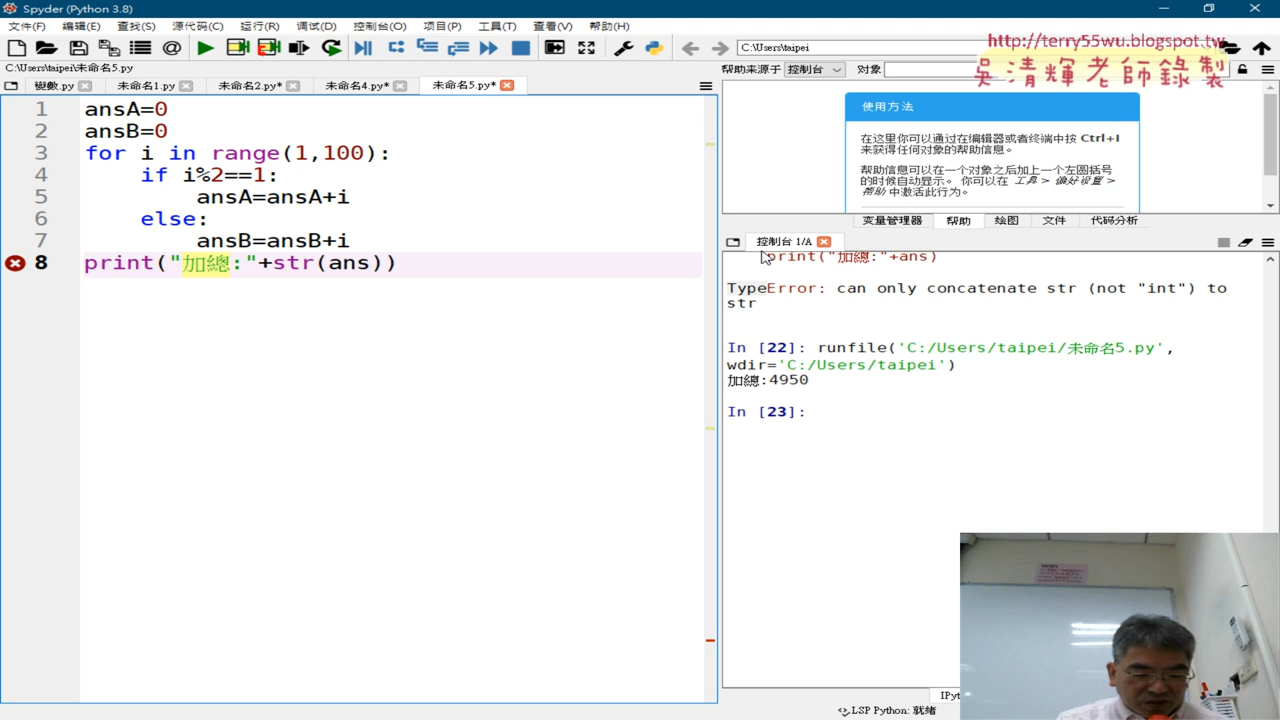 Spyder (Python 3.8)
文件(F) 编辑(E) 查找(S) 源代码(C) 运行(R) 调试(D) 控制台(O) 项目(P) 工具(T) 查看(V) 帮助(H)
C:\Users\taipei
http://terry55wu.blogspot.tw
吳清輝老師錄製
C:\Users\taipei\未命名5.py
帮助来源于 控制台 对象
變數.py 未命名1.py 未命名2.py* 未命名4.py* 未命名5.py*
1 ansA=0
2 ansB=0
3 for i in range(1,100):
4 if i%2==1:
5 ansA=ansA+i
6 else:
7 ansB=ansB+i
8 print("加總:"+str(ans))
使用方法
在这里你可以通过在编辑器或者终端中按 Ctrl+I
来获得任何对象的帮助信息。
帮助信息可以在一个对象之后加上一个左圆括号
的时候自动显示。 你可以在 工具 > 偏好设置 >
帮助 中激活此行为。
变量管理器 帮助 绘图 文件 代码分析
控制台 1/A
print("加總:"+ans)
TypeError: can only concatenate str (not "int") to
str
In [22]: runfile('C:/Users/taipei/未命名5.py',
wdir='C:/Users/taipei')
加總:4950
In [23]:
LSP Python: 就绪